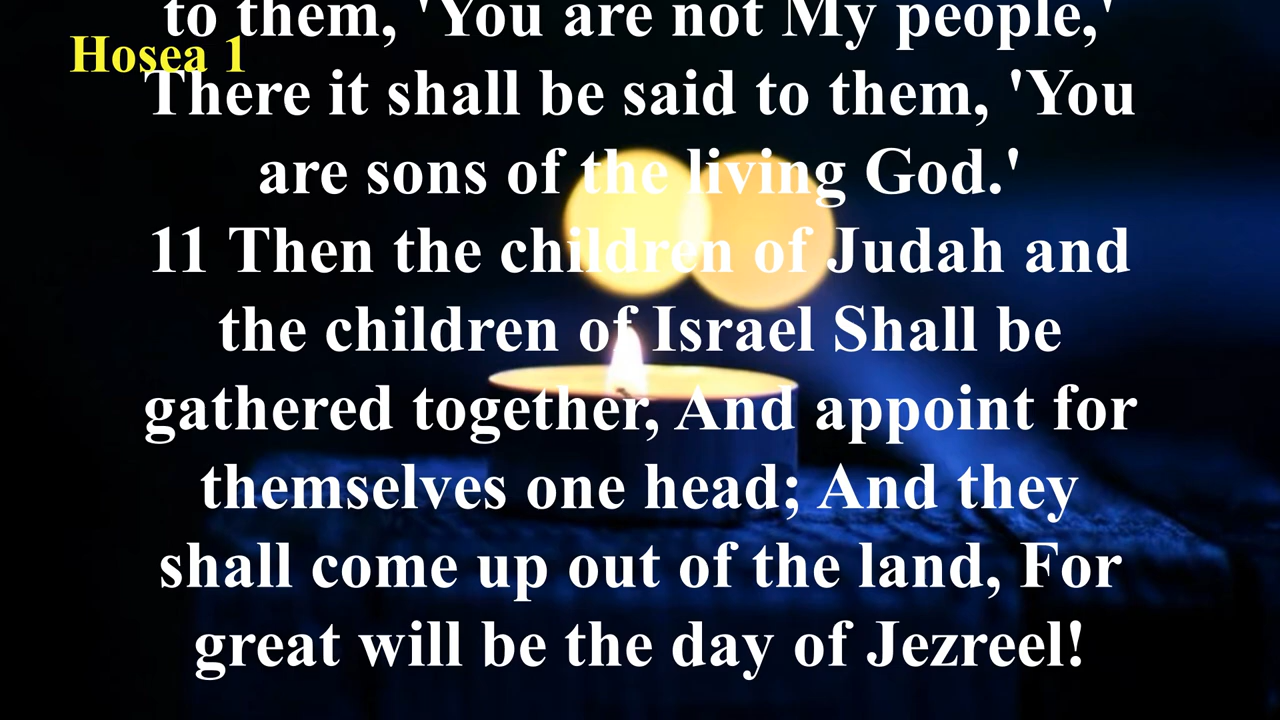 to them, 'You are not My people,'
Hosea 1
There it shall be said to them, 'You
are sons of the living God.'
11 Then the children of Judah and
the children of Israel Shall be
gathered together, And appoint for
themselves one head; And they
shall come up out of the land, For
great will be the day of Jezreel!